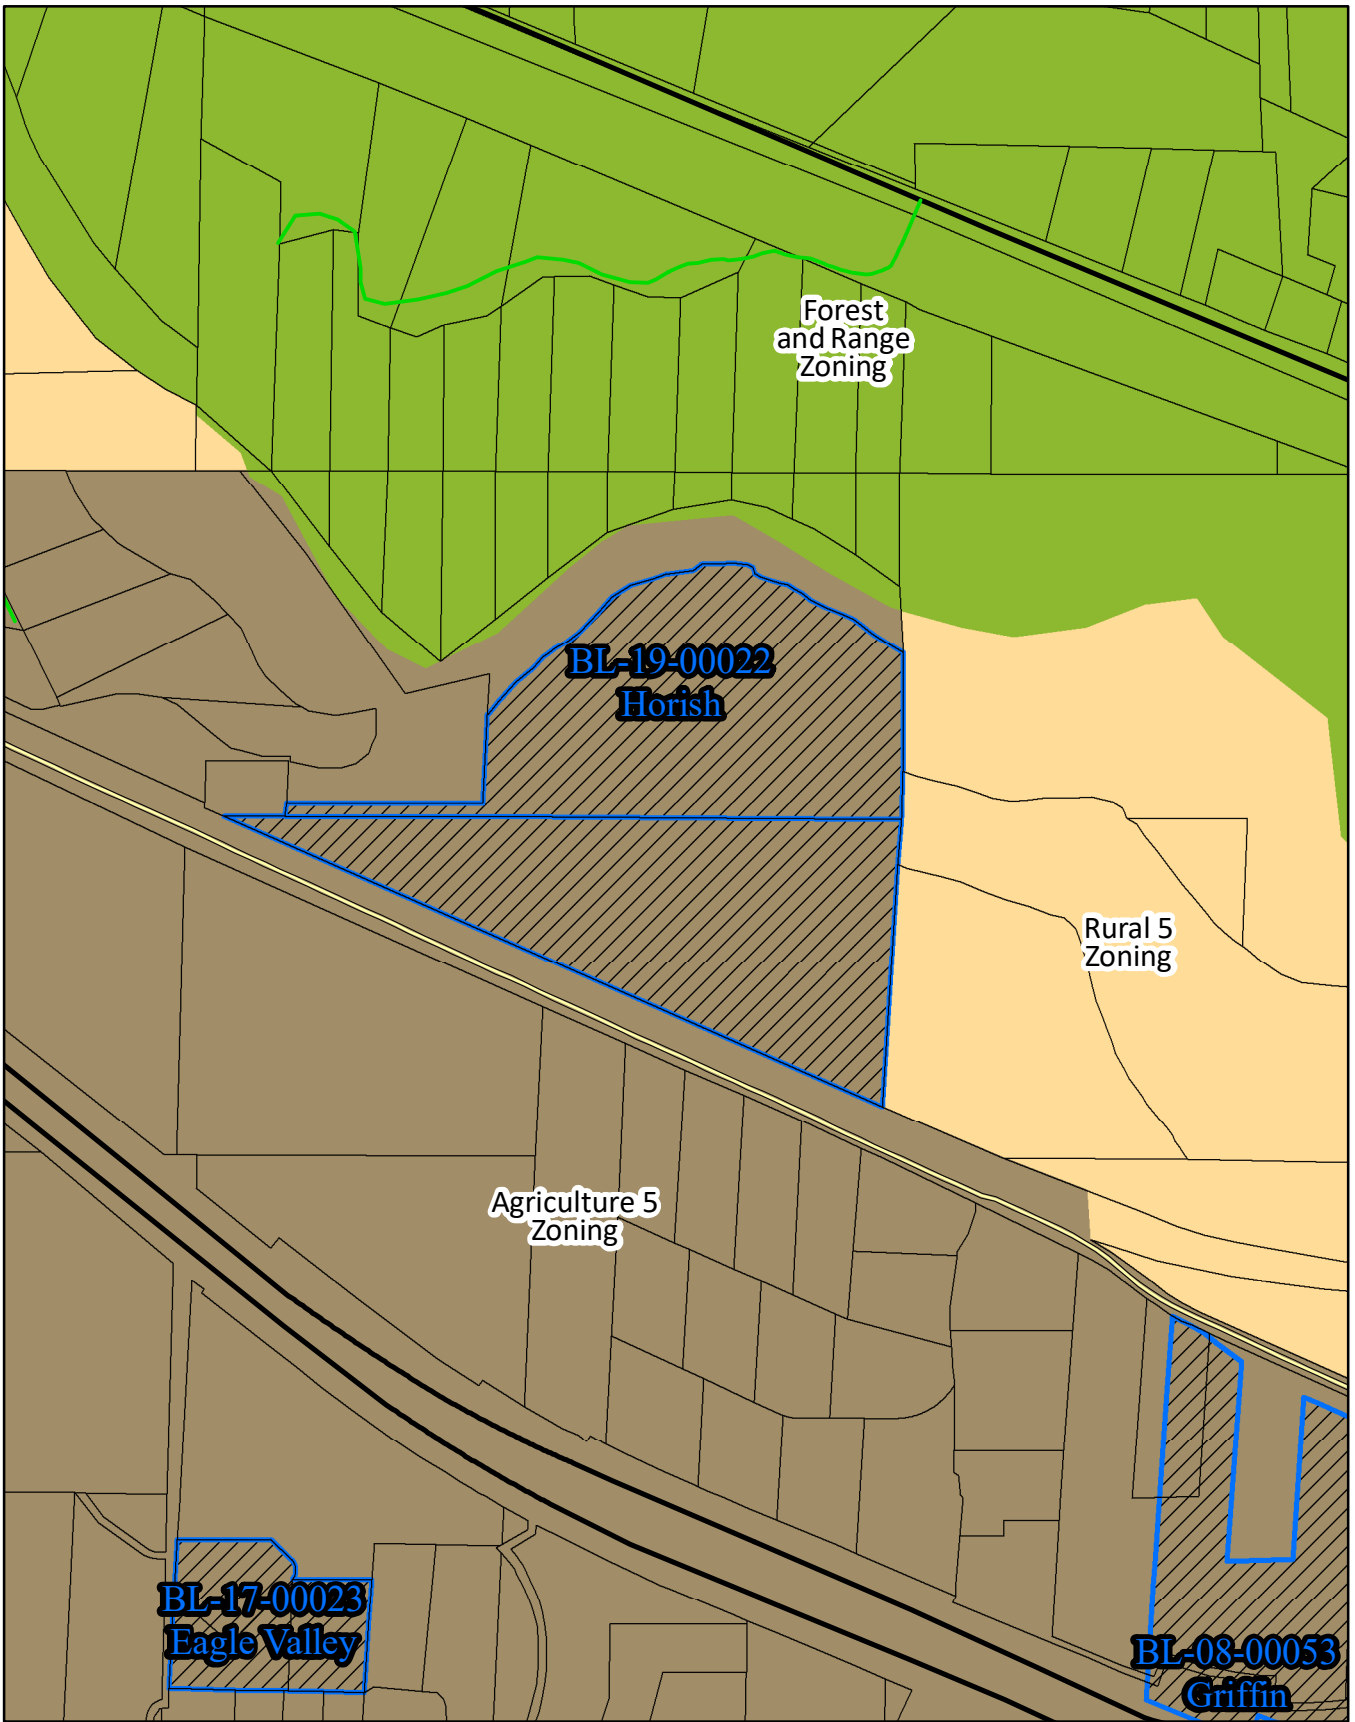 Forest
and Range
Zoning
BL-19-00022
Horish
Rural 5
Zoning
Agriculture 5
Zoning
BL-17-00023
Eagle Valley
BL-08-00053
Griffin